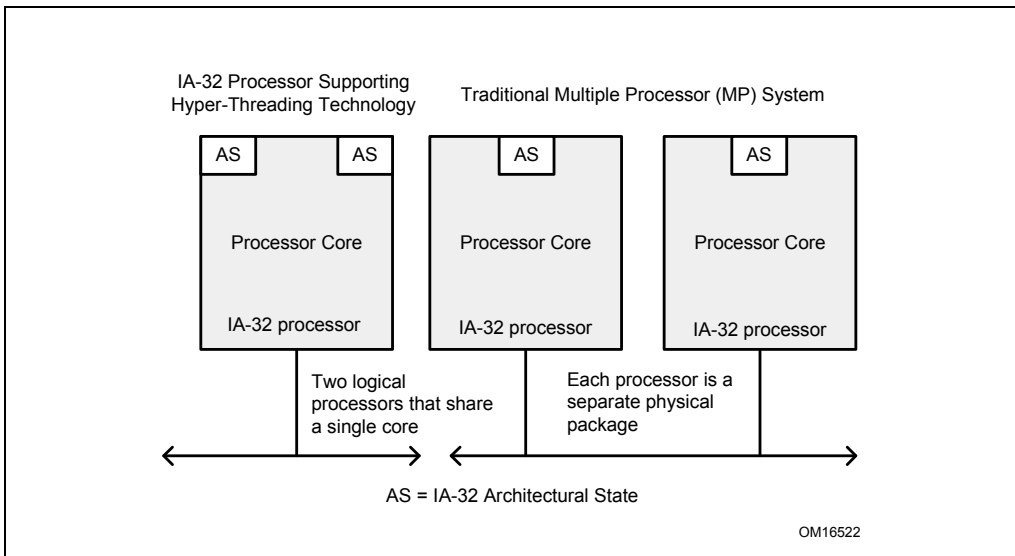 IA-32 Processor Supporting
Hyper-Threading Technology
Traditional Multiple Processor (MP) System
AS
AS
AS
AS
Processor Core
Processor Core
Processor Core
IA-32 processor
IA-32 processor
IA-32 processor
Two logical
processors that share
a single core
Each processor is a
separate physical
package
AS = IA-32 Architectural State
OM16522